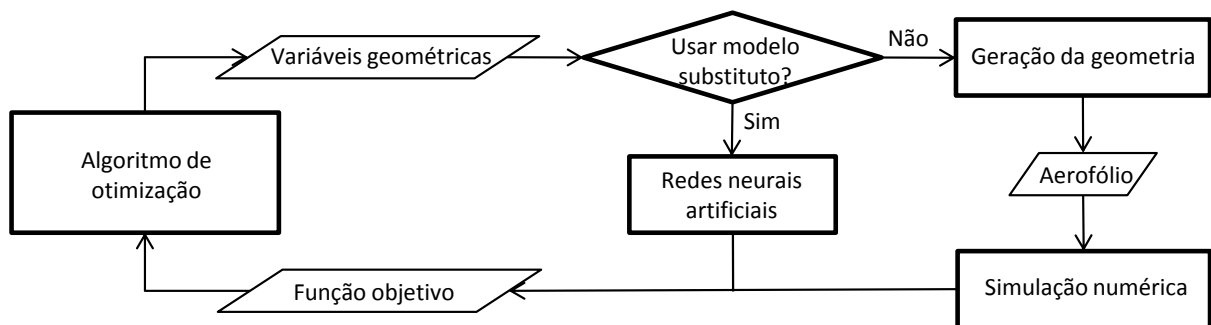 Variáveis geométricas
Usar modelo
substituto?
Não
Geração da geometria
Sim
Algoritmo de
otimização
Redes neurais
artificiais
Aerofólio
Função objetivo
Simulação numérica